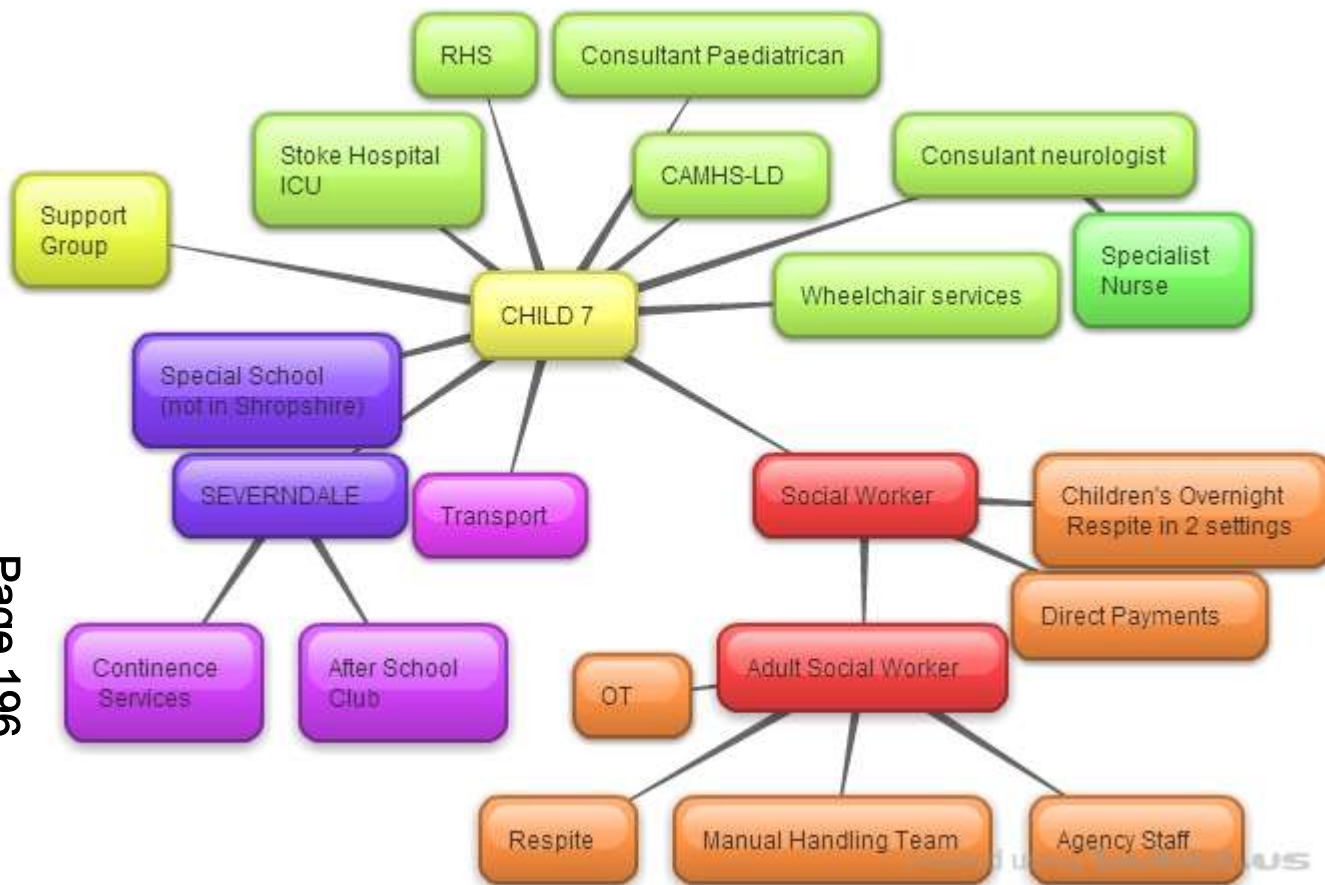 RHS
Consultant Paediatrican
Stoke Hospital
ICU
CAMHS-LD
Consulant neurologist
Support
Group
Specialist
Nurse
CHILD 7
Wheelchair services
Special School
(not in Shropshire)
SEVERNDALE
Transport
Social Worker
Children's Overnight
Respite in 2 settings
Direct Payments
Continence
Services
After School
Club
OT
Adult Social Worker
Respite
Manual Handling Team
Agency Staff
Page 196